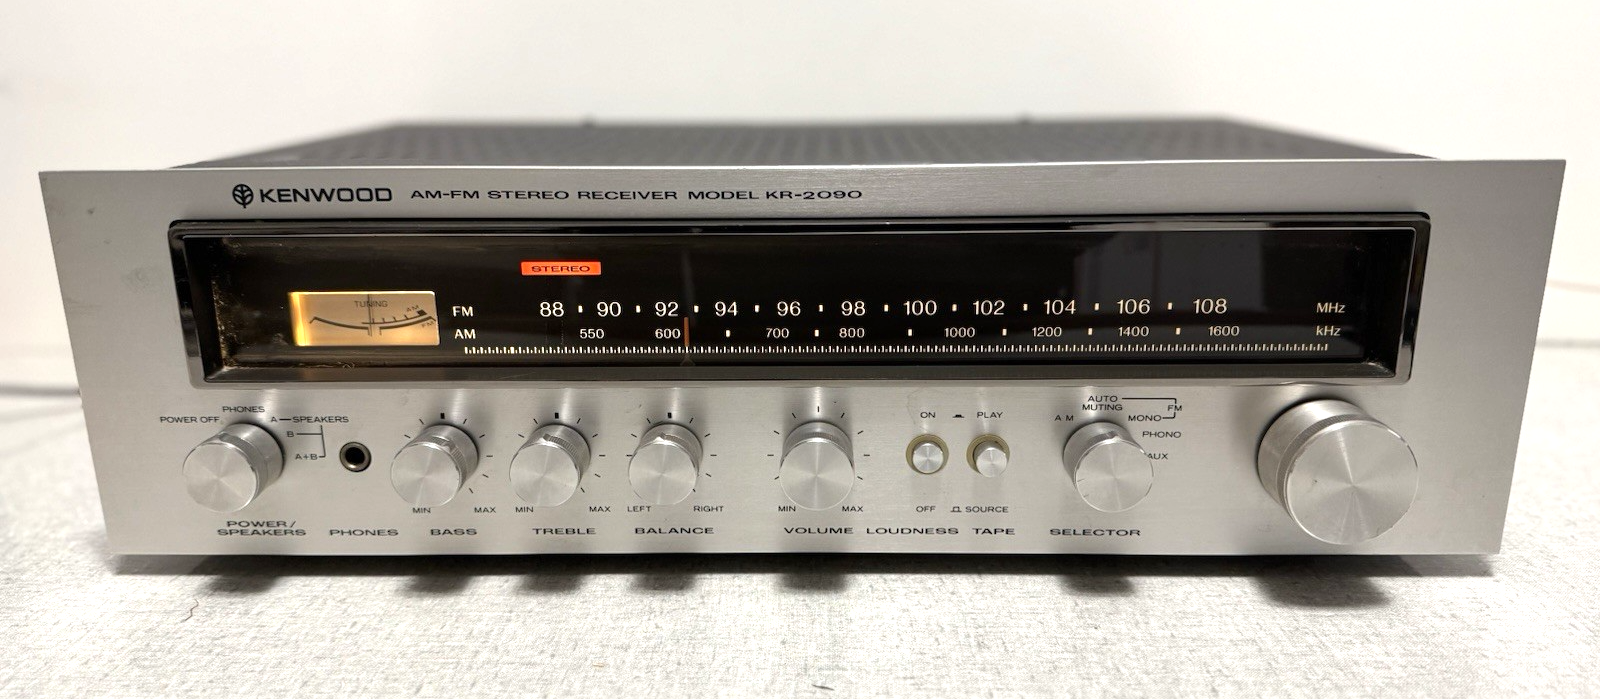 KENWOOD AM-FM STEREO RECEIVER MODEL KR-2090
STEREO
TUNING
AM
FM
FM 88 90 92 94 96 98 100 102 104 106 108 MHz
AM 550 600 700 800 1000 1200 1400 1600 kHz
POWER OFF PHONES A SPEAKERS
B
A+B
POWER/
SPEAKERS
PHONES
MIN MAX
BASS
MIN MAX
TREBLE
LEFT RIGHT
BALANCE
MIN MAX
VOLUME
ON
OFF
LOUDNESS
PLAY
SOURCE
TAPE
AM
AUTO
MUTING
FM
MONO
PHONO
AUX
SELECTOR